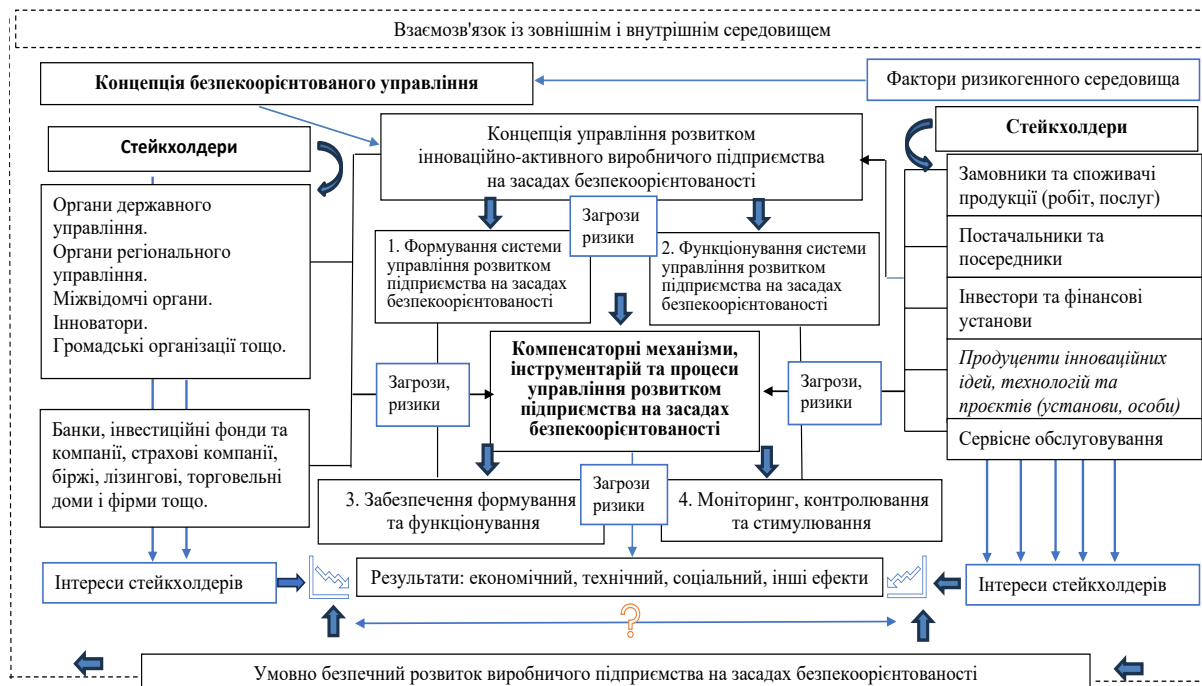 Взаємозв'язок із зовнішнім і внутрішнім середовищем
Концепція безпекоорієнтованого управління
Фактори ризикогенного середовища
Стейкхолдери
Органи державного
управління.
Органи регіонального
управління.
Міжвідомчі органи.
Інноватори.
Громадські організації тощо.
Банки, інвестиційні фонди та
компанії, страхові компанії,
біржі, лізингові, торговельні
доми і фірми тощо.
Інтереси стейкхолдерів
Концепція управління розвитком
інноваційно-активного виробничого підприємства
на засадах безпекоорієнтованості
Загрози
ризики
1. Формування системи
управління розвитком
підприємства на засадах
безпекоорієнтованості
2. Функціонування системи
управління розвитком
підприємства на засадах
безпекоорієнтованості
Загрози,
ризики
Компенсаторні механізми,
інструментарій та процеси
управління розвитком
підприємства на засадах
безпекоорієнтованості
Загрози,
ризики
3. Забезпечення формування
та функціонування
Загрози
ризики
4. Моніторинг, контролювання
та стимулювання
Результати: економічний, технічний, соціальний, інші ефекти
Стейкхолдери
Замовники та споживачі
продукції (робіт, послуг)
Постачальники та
посередники
Інвестори та фінансові
установи
Продуценти інноваційних
ідей, технологій та
проєктів (установи, особи)
Сервісне обслуговування
Інтереси стейкхолдерів
?
Умовно безпечний розвиток виробничого підприємства на засадах безпекоорієнтованості